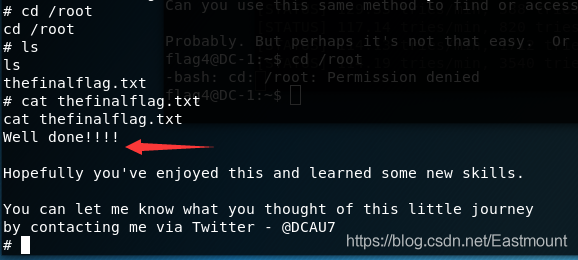 # cd /root
cd /root
# ls
ls
thefinalflag.txt
# cat thefinalflag.txt
cat thefinalflag.txt
Well done!!!!
Hopefully you've enjoyed this and learned some new skills.
You can let me know what you thought of this little journey
by contacting me via Twitter - @DCAU7
#
Can you use this same method to find or access
Probably. But perhaps it's not that easy. Or
flag4@DC-1:~$ cd /root
-bash: cd: /root: Permission denied
flag4@DC-1:~$
https://blog.csdn.net/Eastmount